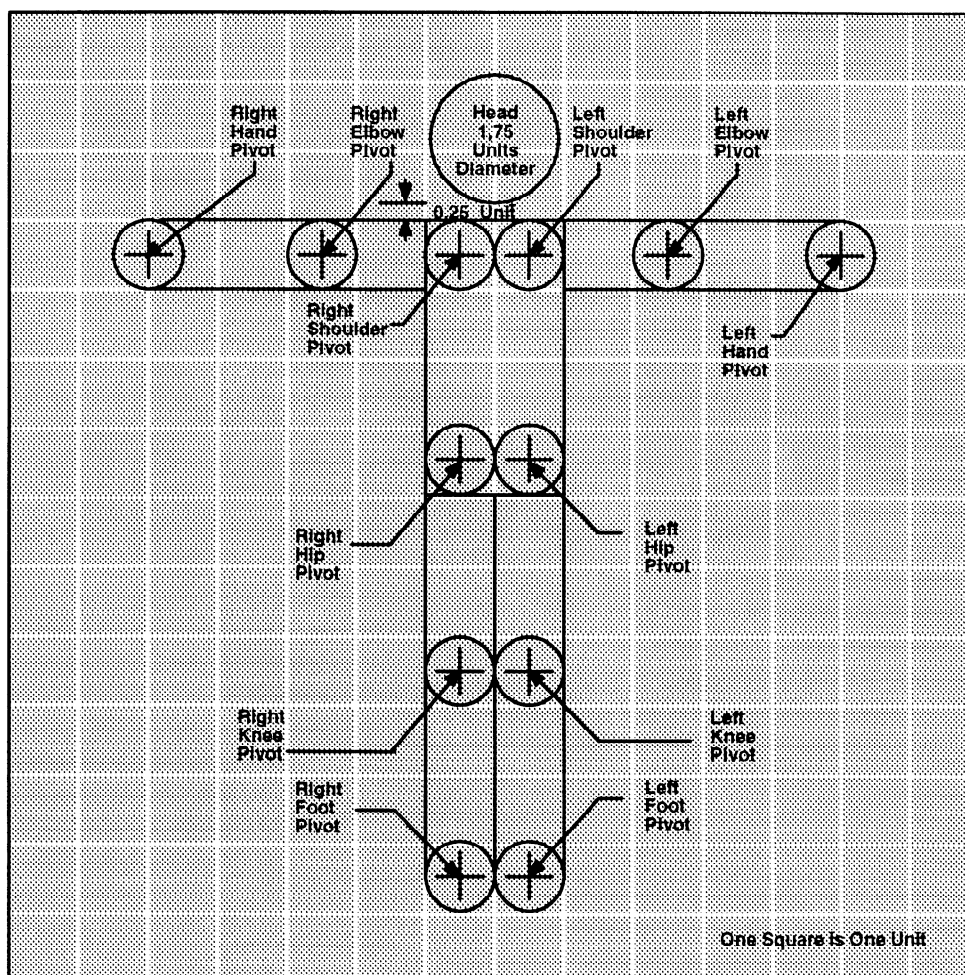 Right
Hand
Pivot
Right
Elbow
Pivot
Head
1,75
Units
Diameter
Left
Shoulder
Pivot
Left
Elbow
Pivot
0.25 Unit
Right
Shoulder
Pivot
Left
Hand
Pivot
Right
Hip
Pivot
Left
Hip
Pivot
Right
Knee
Pivot
Left
Knee
Pivot
Right
Foot
Pivot
Left
Foot
Pivot
One Square is One Unit